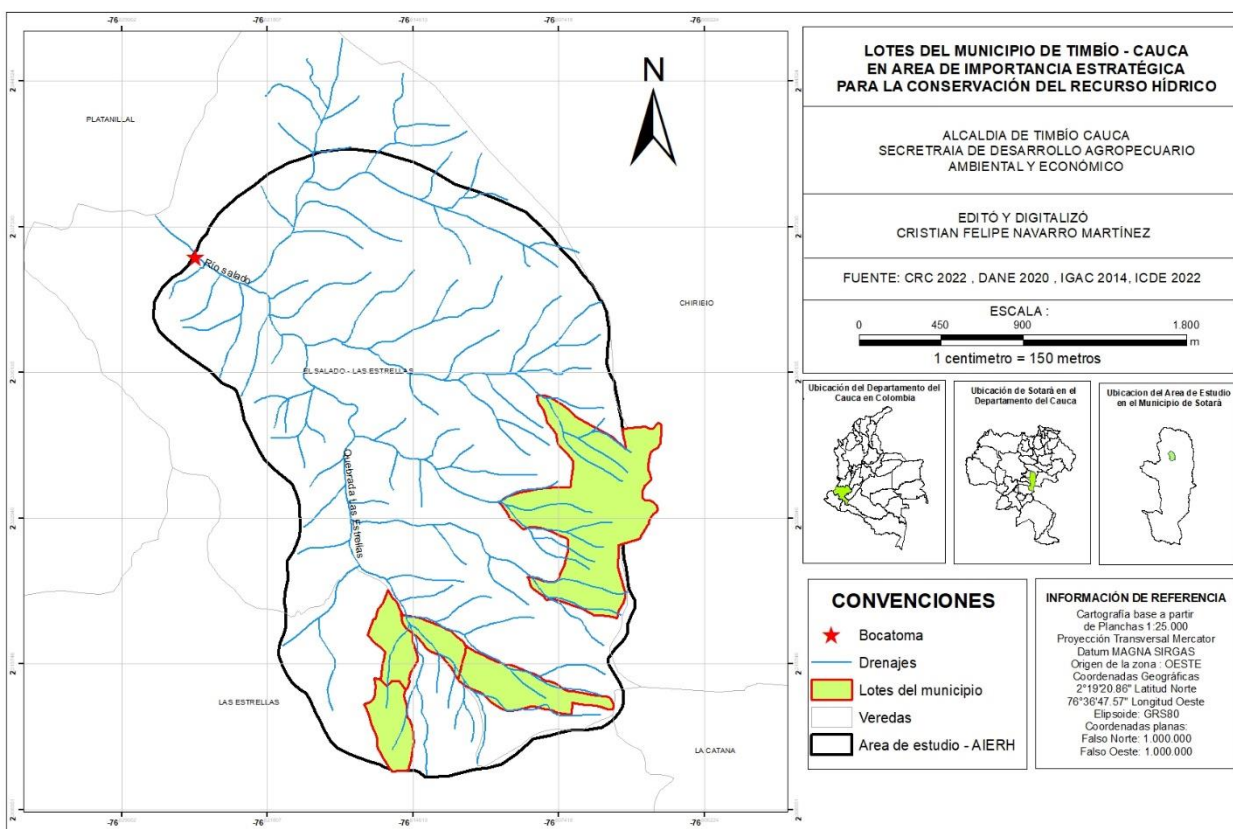 LOTES DEL MUNICIPIO DE TIMBÍO - CAUCA
EN AREA DE IMPORTANCIA ESTRATÉGICA
PARA LA CONSERVACIÓN DEL RECURSO HÍDRICO
ALCALDIA DE TIMBÍO CAUCA
SECRETRAIA DE DESARROLLO AGROPECUARIO
AMBIENTAL Y ECONÓMICO
EDITÓ Y DIGITALIZÓ
CRISTIAN FELIPE NAVARRO MARTÍNEZ
FUENTE: CRC 2022 , DANE 2020 , IGAC 2014, ICDE 2022
ESCALA :
0 450 900 1.800
m
1 centimetro = 150 metros
Ubicación del Departamento del
Cauca en Colombia
Ubicación de Sotará en el
Departamento del Cauca
Ubicacion del Area de Estudio
en el Municipio de Sotará
CONVENCIONES
Bocatoma
Drenajes
Lotes del municipio
Veredas
Area de estudio - AIERH
INFORMACIÓN DE REFERENCIA
Cartografía base a partir
de Planchas 1:25.000
Proyección Transversal Mercator
Datum MAGNA SIRGAS
Origen de la zona : OESTE
Coordenadas Geográficas
2°19'20.86" Latitud Norte
76°36'47.57" Longitud Oeste
Elipsoide: GRS80
Coordenadas planas:
Falso Norte: 1.000.000
Falso Oeste: 1.000.000
N
PLATANILLAL
Río salado
CHIRIBIO
EL SALADO - LAS ESTRELLAS
Quebrada Las Estrellas
LAS ESTRELLAS
LA CATANA